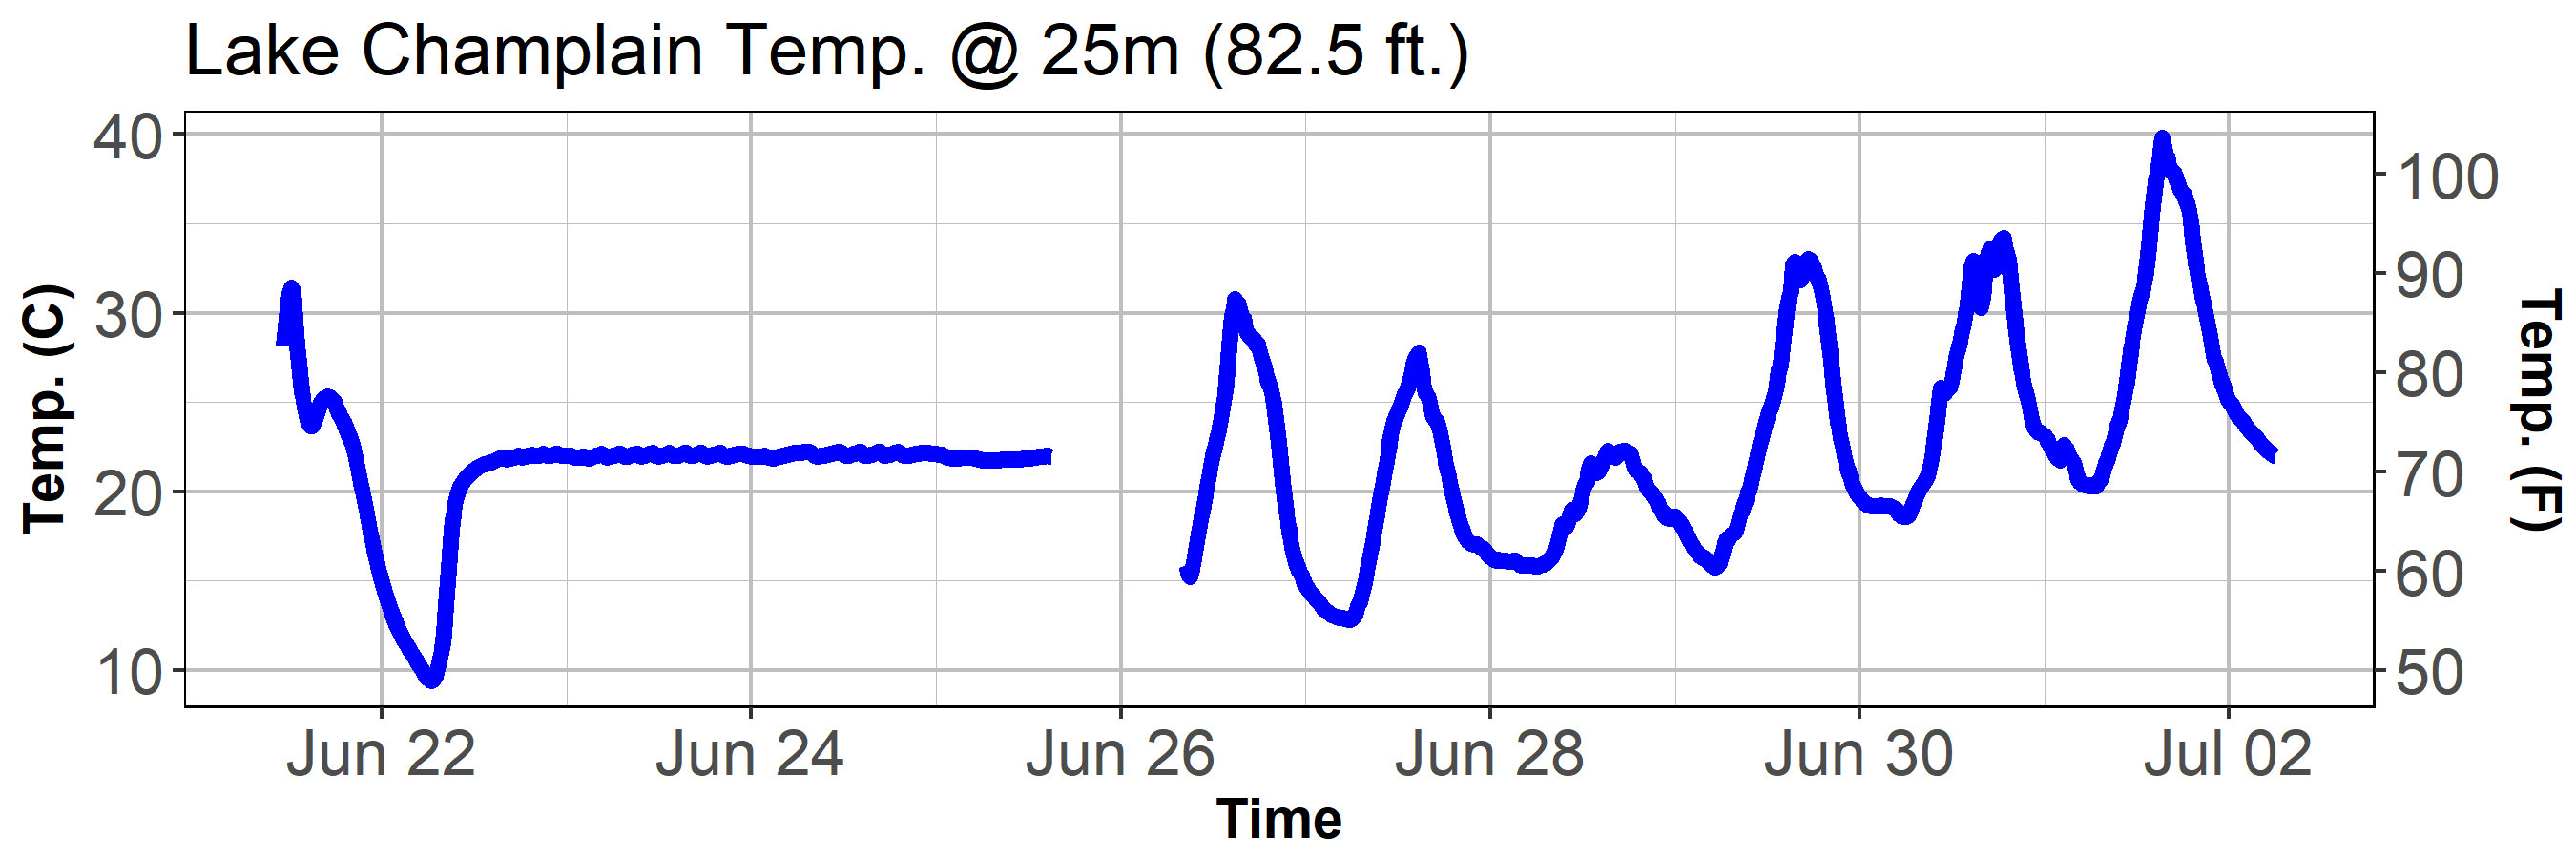 Lake Champlain Temp. @ 25m (82.5 ft.)
Temp. (C)
40
30
20
10
100
90
80
70
60
50
Temp. (F)
Jun 22 Jun 24 Jun 26 Jun 28 Jun 30 Jul 02
Time